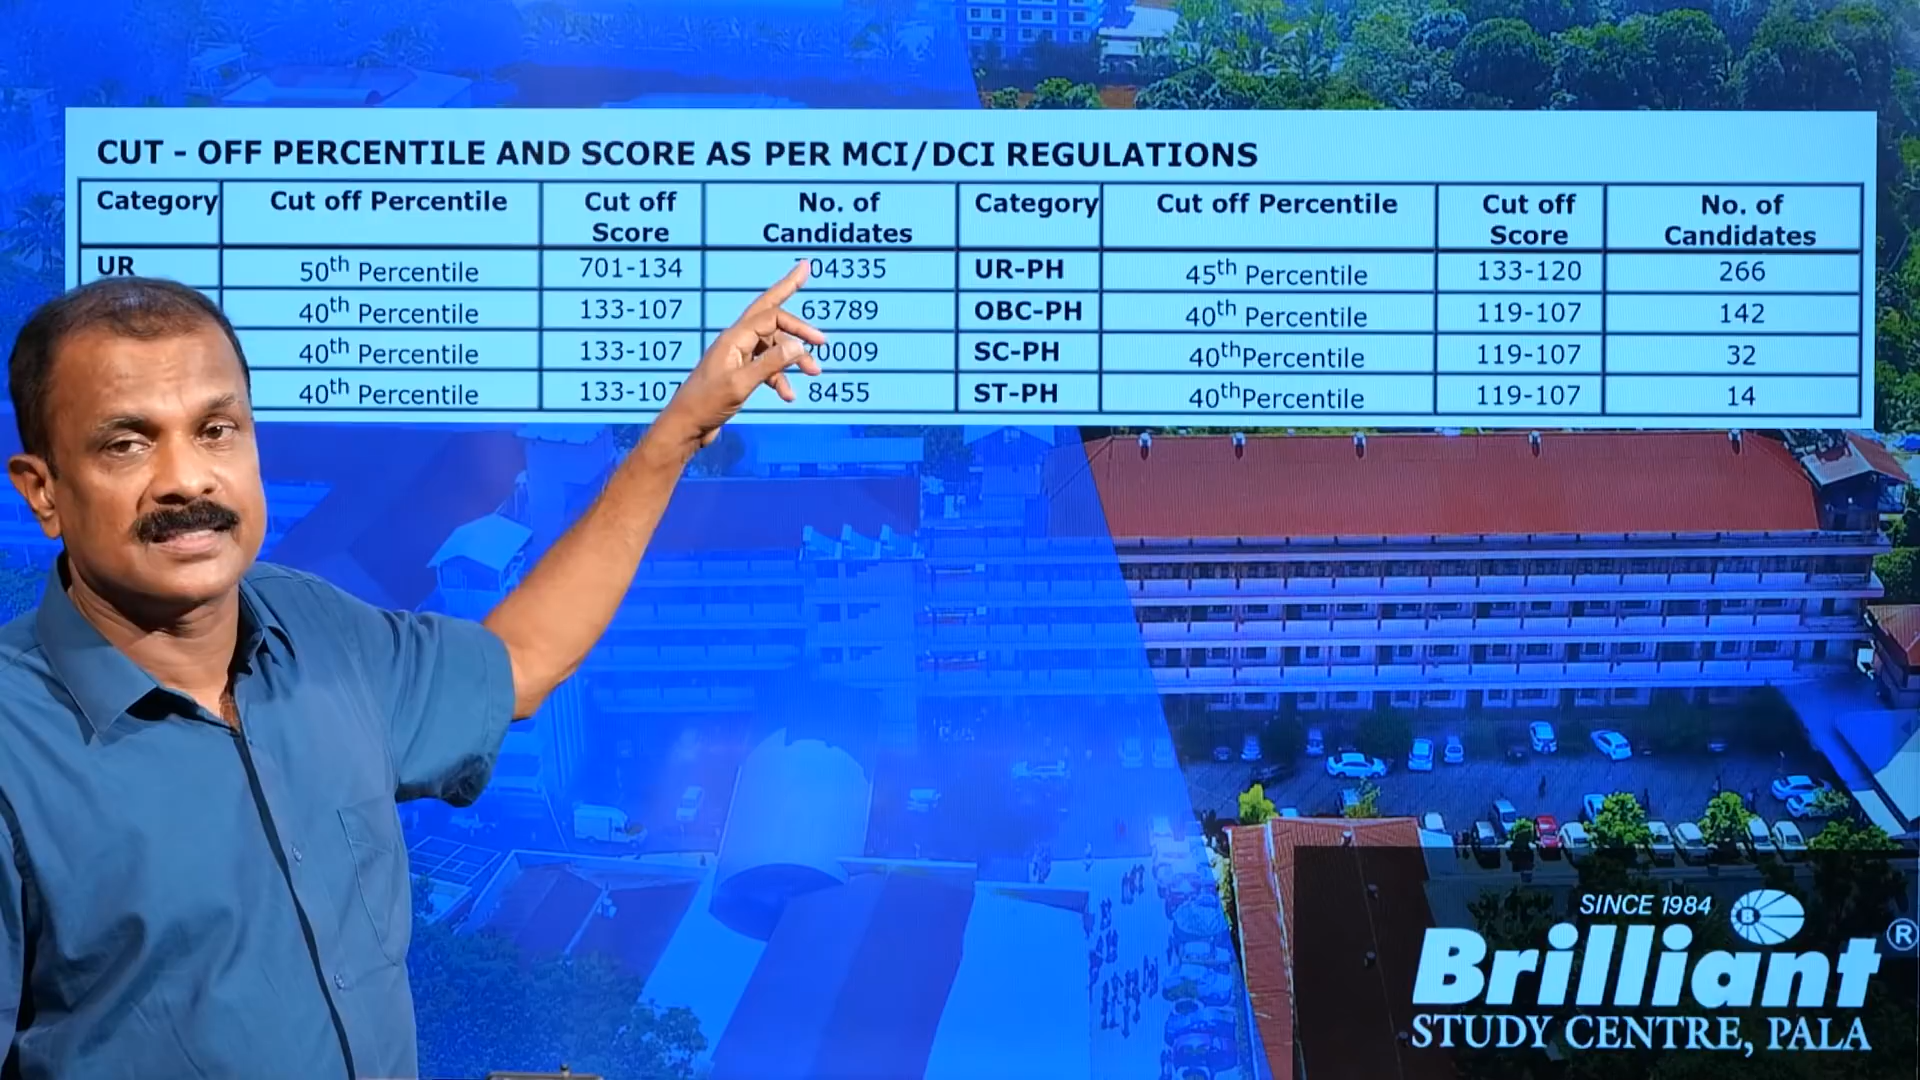 CUT - OFF PERCENTILE AND SCORE AS PER MCI/DCI REGULATIONS
Category Cut off Percentile Cut off Score No. of Candidates Category Cut off Percentile Cut off Score No. of Candidates
UR 50th Percentile 701-134 UR-PH 45th Percentile 133-120 266
40th Percentile 133-107 63789 OBC-PH 40th Percentile 119-107 142
40th Percentile 133-107 SC-PH 40thPercentile 119-107 32
40th Percentile 8455 ST-PH 40thPercentile 119-107 14
SINCE 1984
B
Brilliant ®
STUDY CENTRE, PALA